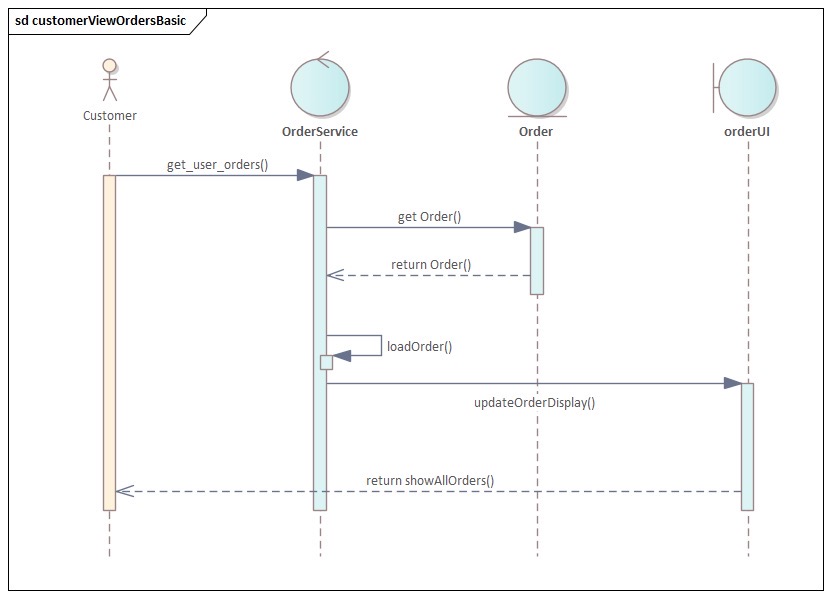 sd customerViewOrdersBasic
Customer
OrderService
Order
orderUI
get_user_orders()
get Order()
return Order()
loadOrder()
updateOrderDisplay()
return showAllOrders()